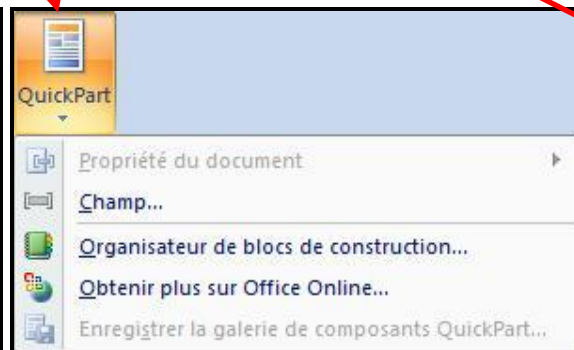 QuickPart
Propriété du document
Champ...
Organisateur de blocs de construction...
Obtenir plus sur Office Online...
Enregistrer la galerie de composants QuickPart...